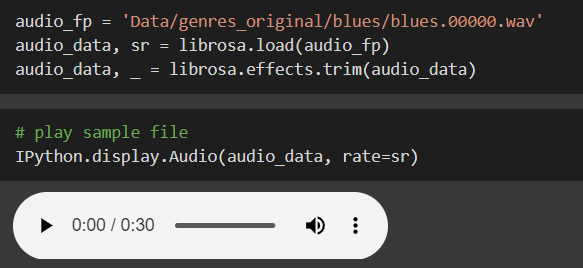 audio_fp = 'Data/genres_original/blues/blues.00000.wav'
audio_data, sr = librosa.load(audio_fp)
audio_data, _ = librosa.effects.trim(audio_data)
# play sample file
IPython.display.Audio(audio_data, rate=sr)
0:00 / 0:30